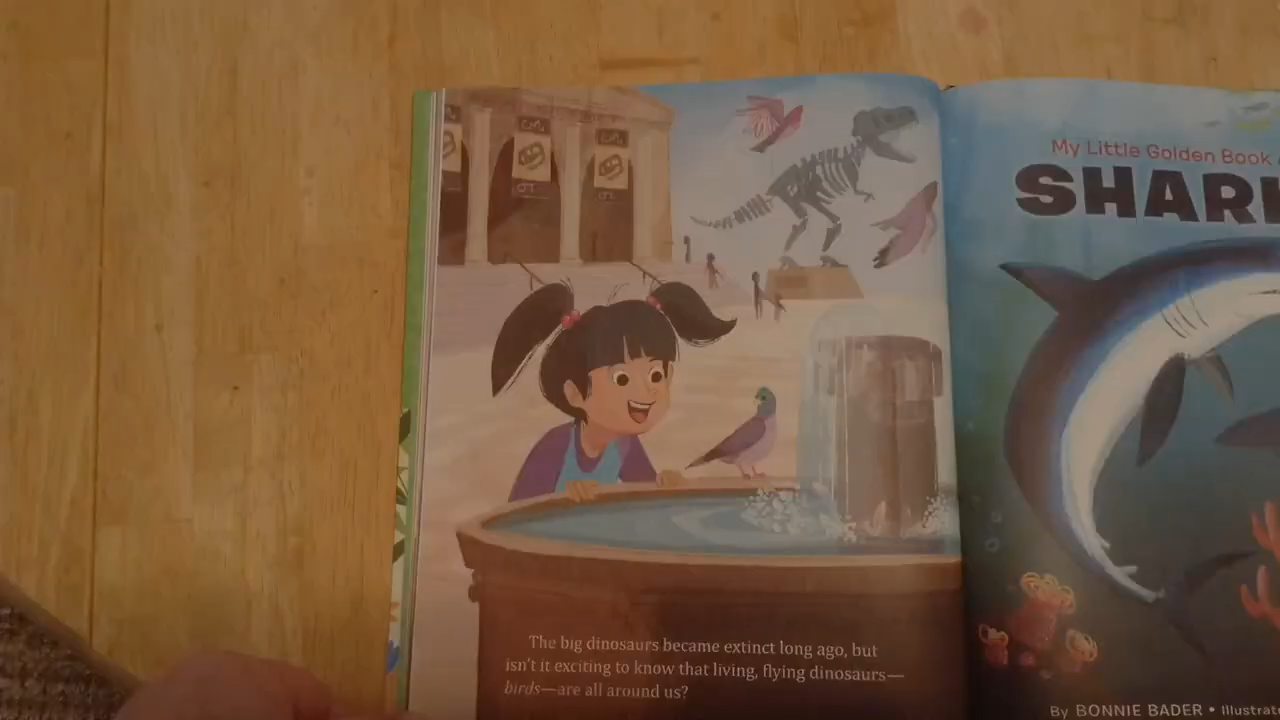 The big dinosaurs became extinct long ago, but
isn't it exciting to know that living, flying dinosaurs—
birds—are all around us?
My Little Golden Book
SHAR
By BONNIE BADER • Illustrate